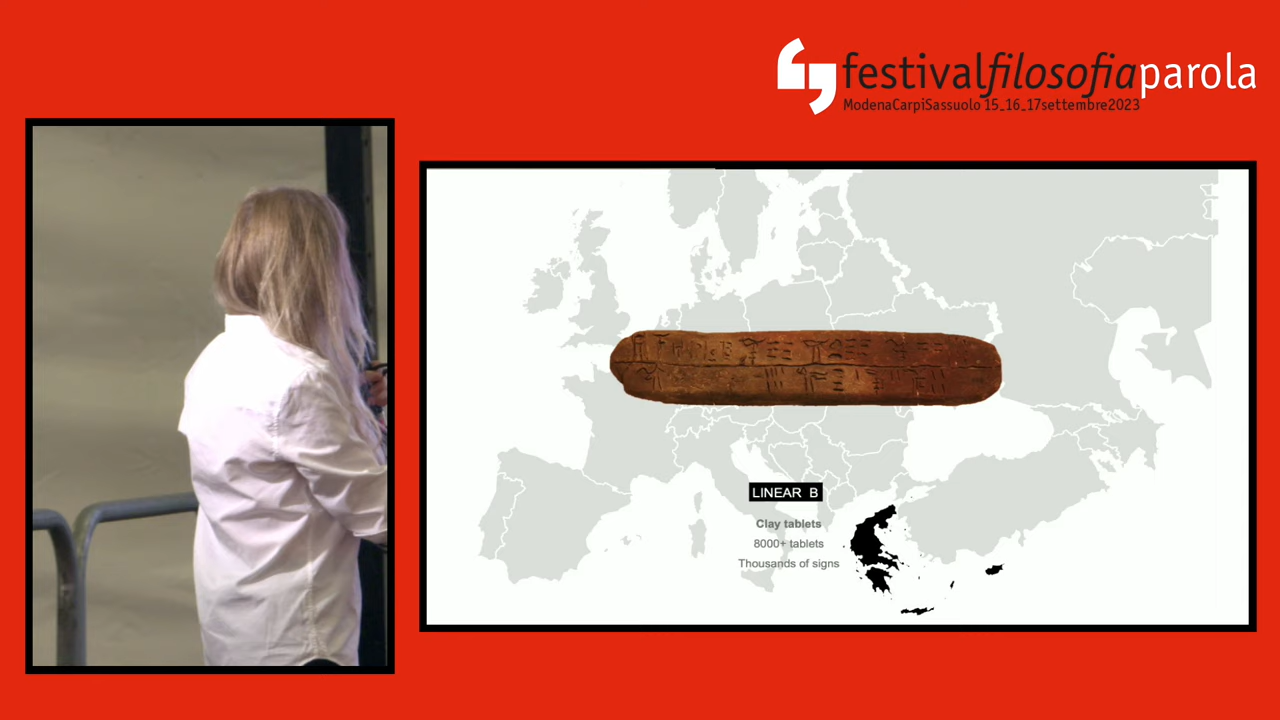 festivalfilosofiaparola
ModenaCarpiSassuolo 15_16_17settembre2023
LINEAR B
Clay tablets
8000+ tablets
Thousands of signs